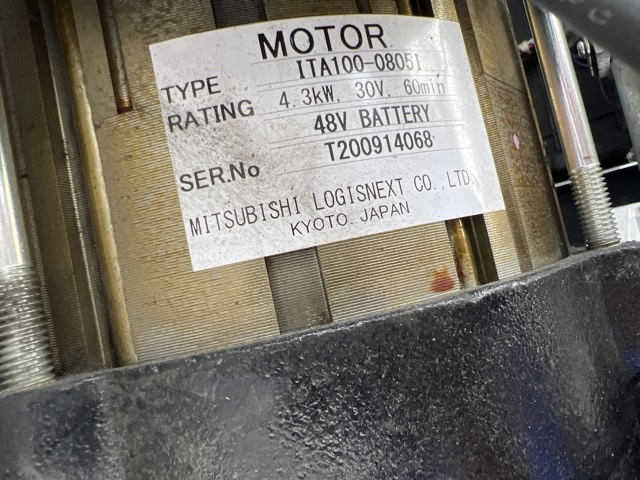 MOTOR
TYPE ITA100-0805I
RATING 4.3kW, 30V, 60min
48V BATTERY
SER.No T200914068
MITSUBISHI LOGISNEXT CO.,LTD.
KYOTO. JAPAN